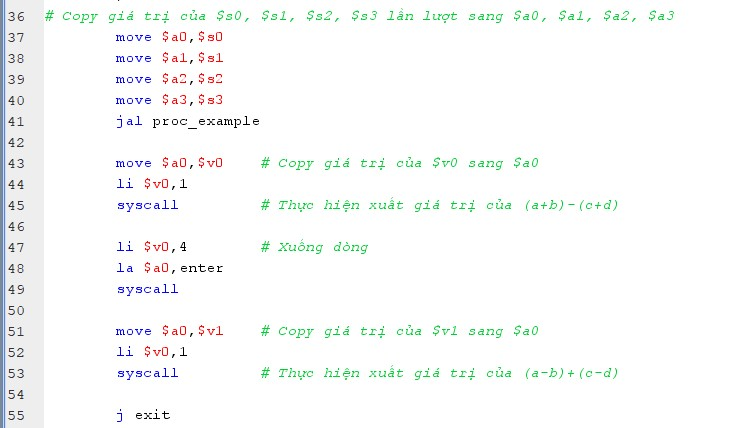 36 # Copy giá trị của $s0, $s1, $s2, $s3 lần lượt sang $a0, $a1, $a2, $a3
37 move $a0,$s0
38 move $a1,$s1
39 move $a2,$s2
40 move $a3,$s3
41 jal proc_example
42
43 move $a0,$v0 # Copy giá trị của $v0 sang $a0
44 li $v0,1
45 syscall # Thực hiện xuất giá trị của (a+b)-(c+d)
46
47 li $v0,4 # Xuống dòng
48 la $a0,enter
49 syscall
50
51 move $a0,$v1 # Copy giá trị của $v1 sang $a0
52 li $v0,1
53 syscall # Thực hiện xuất giá trị của (a-b)+(c-d)
54
55 j exit